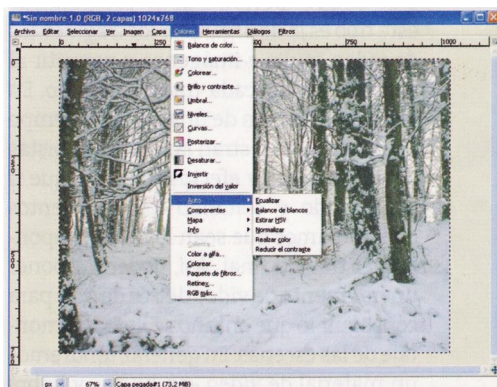 *Sin nombre-1.0 (RGB, 2 capas) 1024x768
Archivo Editar Seleccionar Ver Imagen Capa Colores Herramientas Diálogos Filtros
0 250 750 1000
Balance de color...
Tono y saturación...
Colorear...
Brillo y contraste...
Umbral...
Niveles...
Curvas...
Posterizar...
Desaturar...
Invertir
Inversión del valor
Auto
Componentes
Mapa
Info
Ecualizar
Balance de blancos
Estirar HSV
Normalizar
Realzar color
Reducir el contraste
Color a alfa...
Colorear...
Paquete de filtros...
Retinex...
RGB máx...
px 67% Capa pegada#1 (73,2 MB)